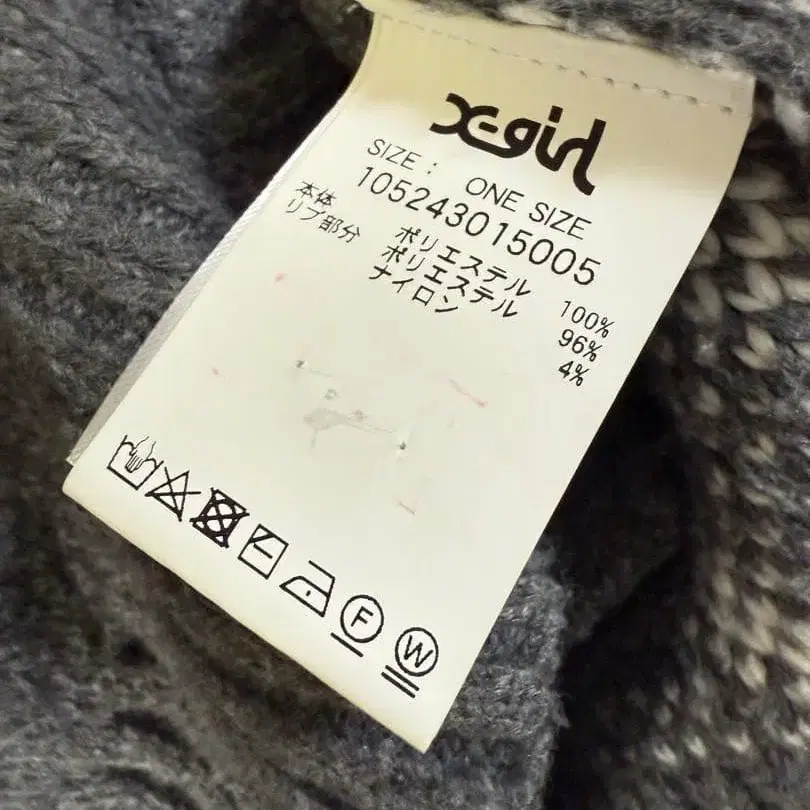 X-girl
SIZE : ONE SIZE
105243015005
本体 ポリエステル 100%
リブ部分 ポリエステル 96%
ナイロン 4%
F W